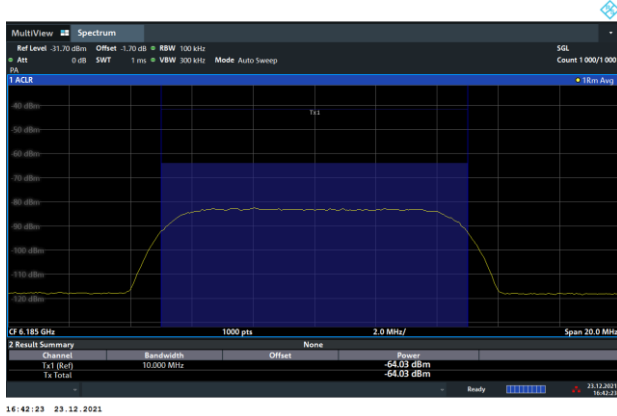 MultiView Spectrum
Ref Level -31.70 dBm Offset -1.70 dB RBW 100 kHz SGL
Att 0 dB SWT 1 ms VBW 300 kHz Mode Auto Sweep Count 1000/1000
PA
1 ACLR 1Rm Avg
Tx1
-40 dBm
-50 dBm
-60 dBm
-70 dBm
-80 dBm
-90 dBm
-100 dBm
-110 dBm
-120 dBm
CF 6.185 GHz 1000 pts 2.0 MHz/ Span 20.0 MHz
2 Result Summary None
Channel Bandwidth Offset Power
Tx1 (Ref) 10.000 MHz -64.03 dBm
Tx Total -64.03 dBm
Ready 23.12.2021
16:42:23
16:42:23 23.12.2021